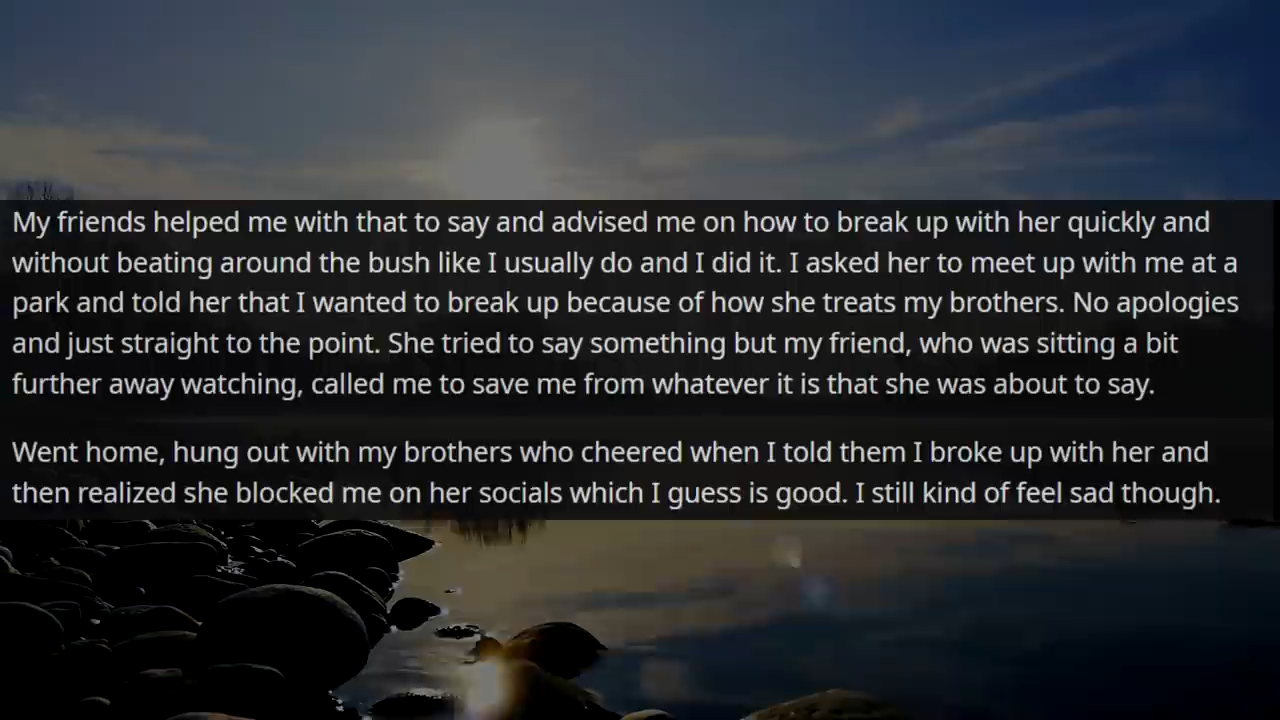 My friends helped me with that to say and advised me on how to break up with her quickly and
without beating around the bush like I usually do and I did it. I asked her to meet up with me at a
park and told her that I wanted to break up because of how she treats my brothers. No apologies
and just straight to the point. She tried to say something but my friend, who was sitting a bit
further away watching, called me to save me from whatever it is that she was about to say.
Went home, hung out with my brothers who cheered when I told them I broke up with her and
then realized she blocked me on her socials which I guess is good. I still kind of feel sad though.